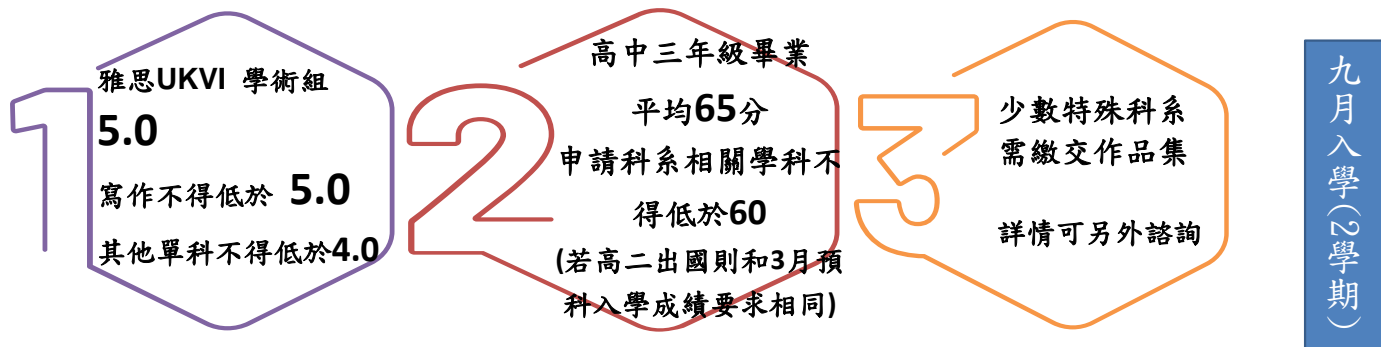 1
雅思UKVI 學術組
5.0
寫作不得低於 5.0
其他單科不得低於4.0
2
高中三年級畢業
平均65分
申請科系相關學科不
得低於60
(若高二出國則和3月預
科入學成績要求相同)
3
少數特殊科系
需繳交作品集
詳情可另外諮詢
九月入學(2學期)